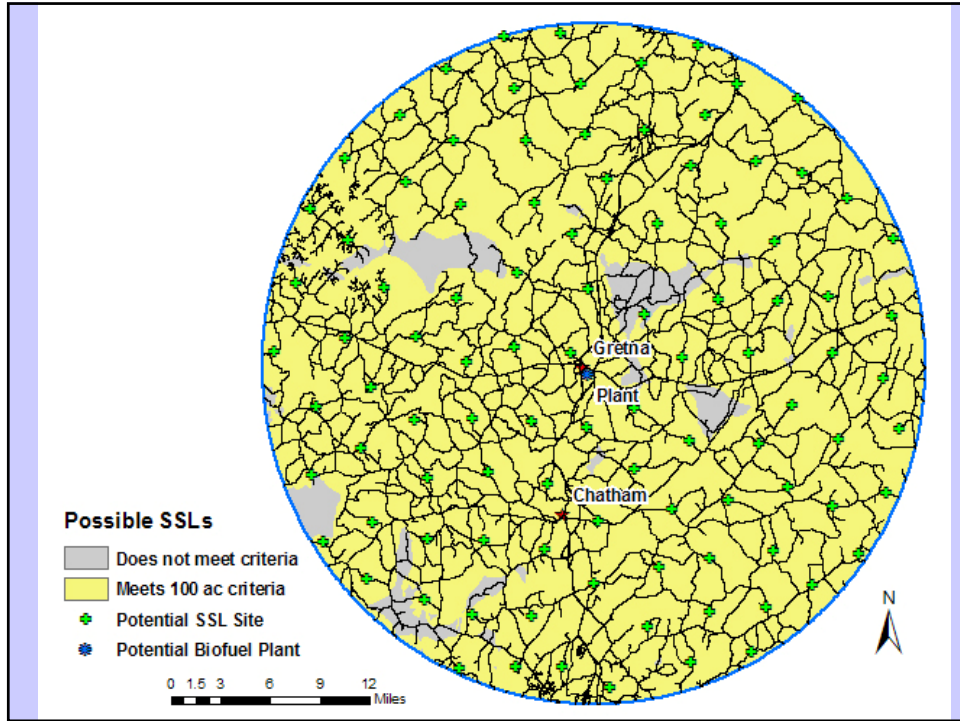 Gretna
Plant
Chatham
Possible SSLs
Does not meet criteria
Meets 100 ac criteria
Potential SSL Site
Potential Biofuel Plant
N
0 1.5 3 6 9 12
Miles